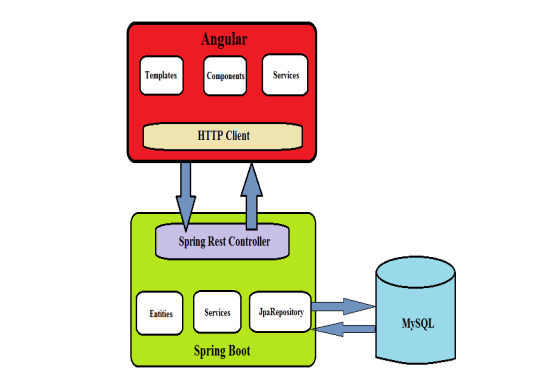 Angular
Templates
Components
Services
HTTP Client
Spring Rest Controller
Entities
Services
JpaRepository
MySQL
Spring Boot